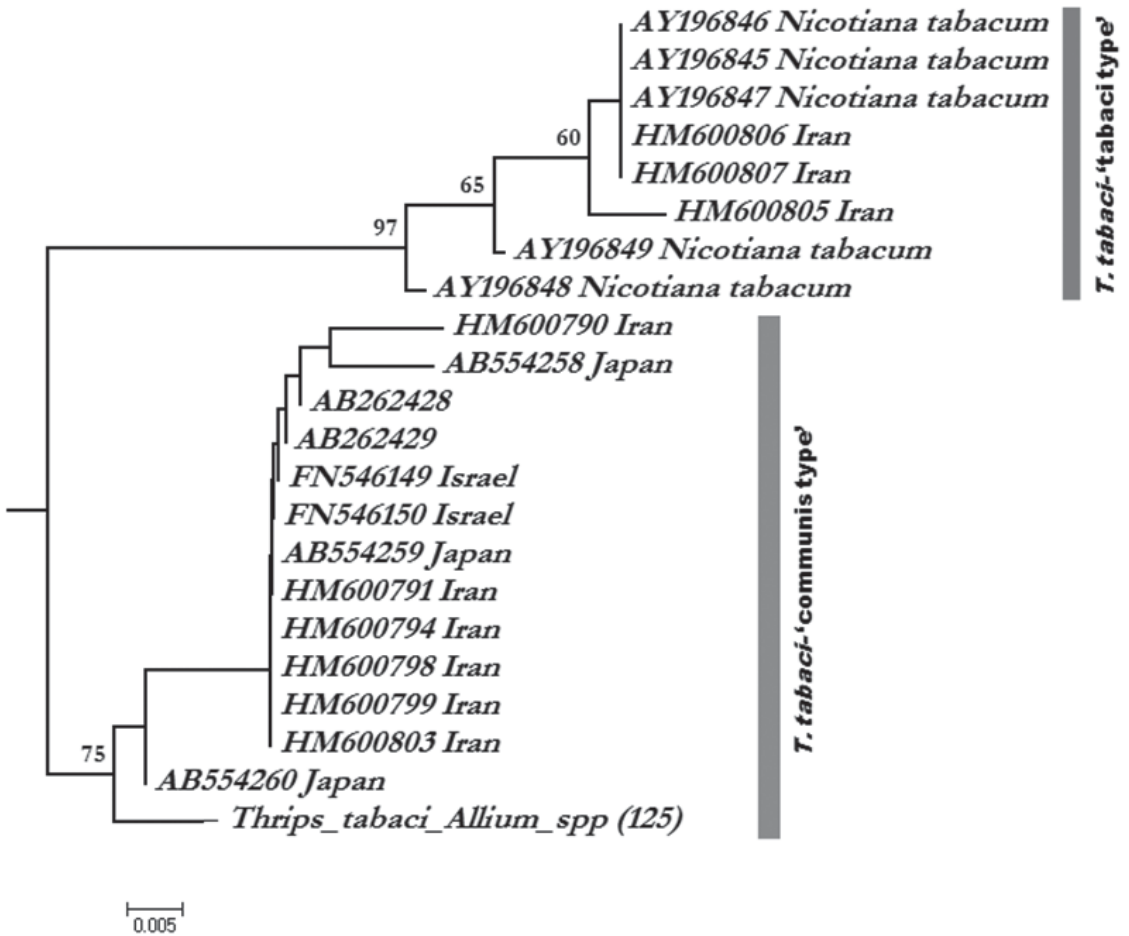 AY196846 Nicotiana tabacum
AY196845 Nicotiana tabacum
AY196847 Nicotiana tabacum
HM600806 Iran
60
HM600807 Iran
65
HM600805 Iran
97
AY196849 Nicotiana tabacum
AY196848 Nicotiana tabacum
T. tabaci-‘tabaci type’
HM600790 Iran
AB554258 Japan
AB262428
AB262429
FN546149 Israel
FN546150 Israel
AB554259 Japan
HM600791 Iran
HM600794 Iran
HM600798 Iran
HM600799 Iran
HM600803 Iran
75
AB554260 Japan
Thrips_tabaci_Allium_spp (125)
T. tabaci-‘communis type’
0.005